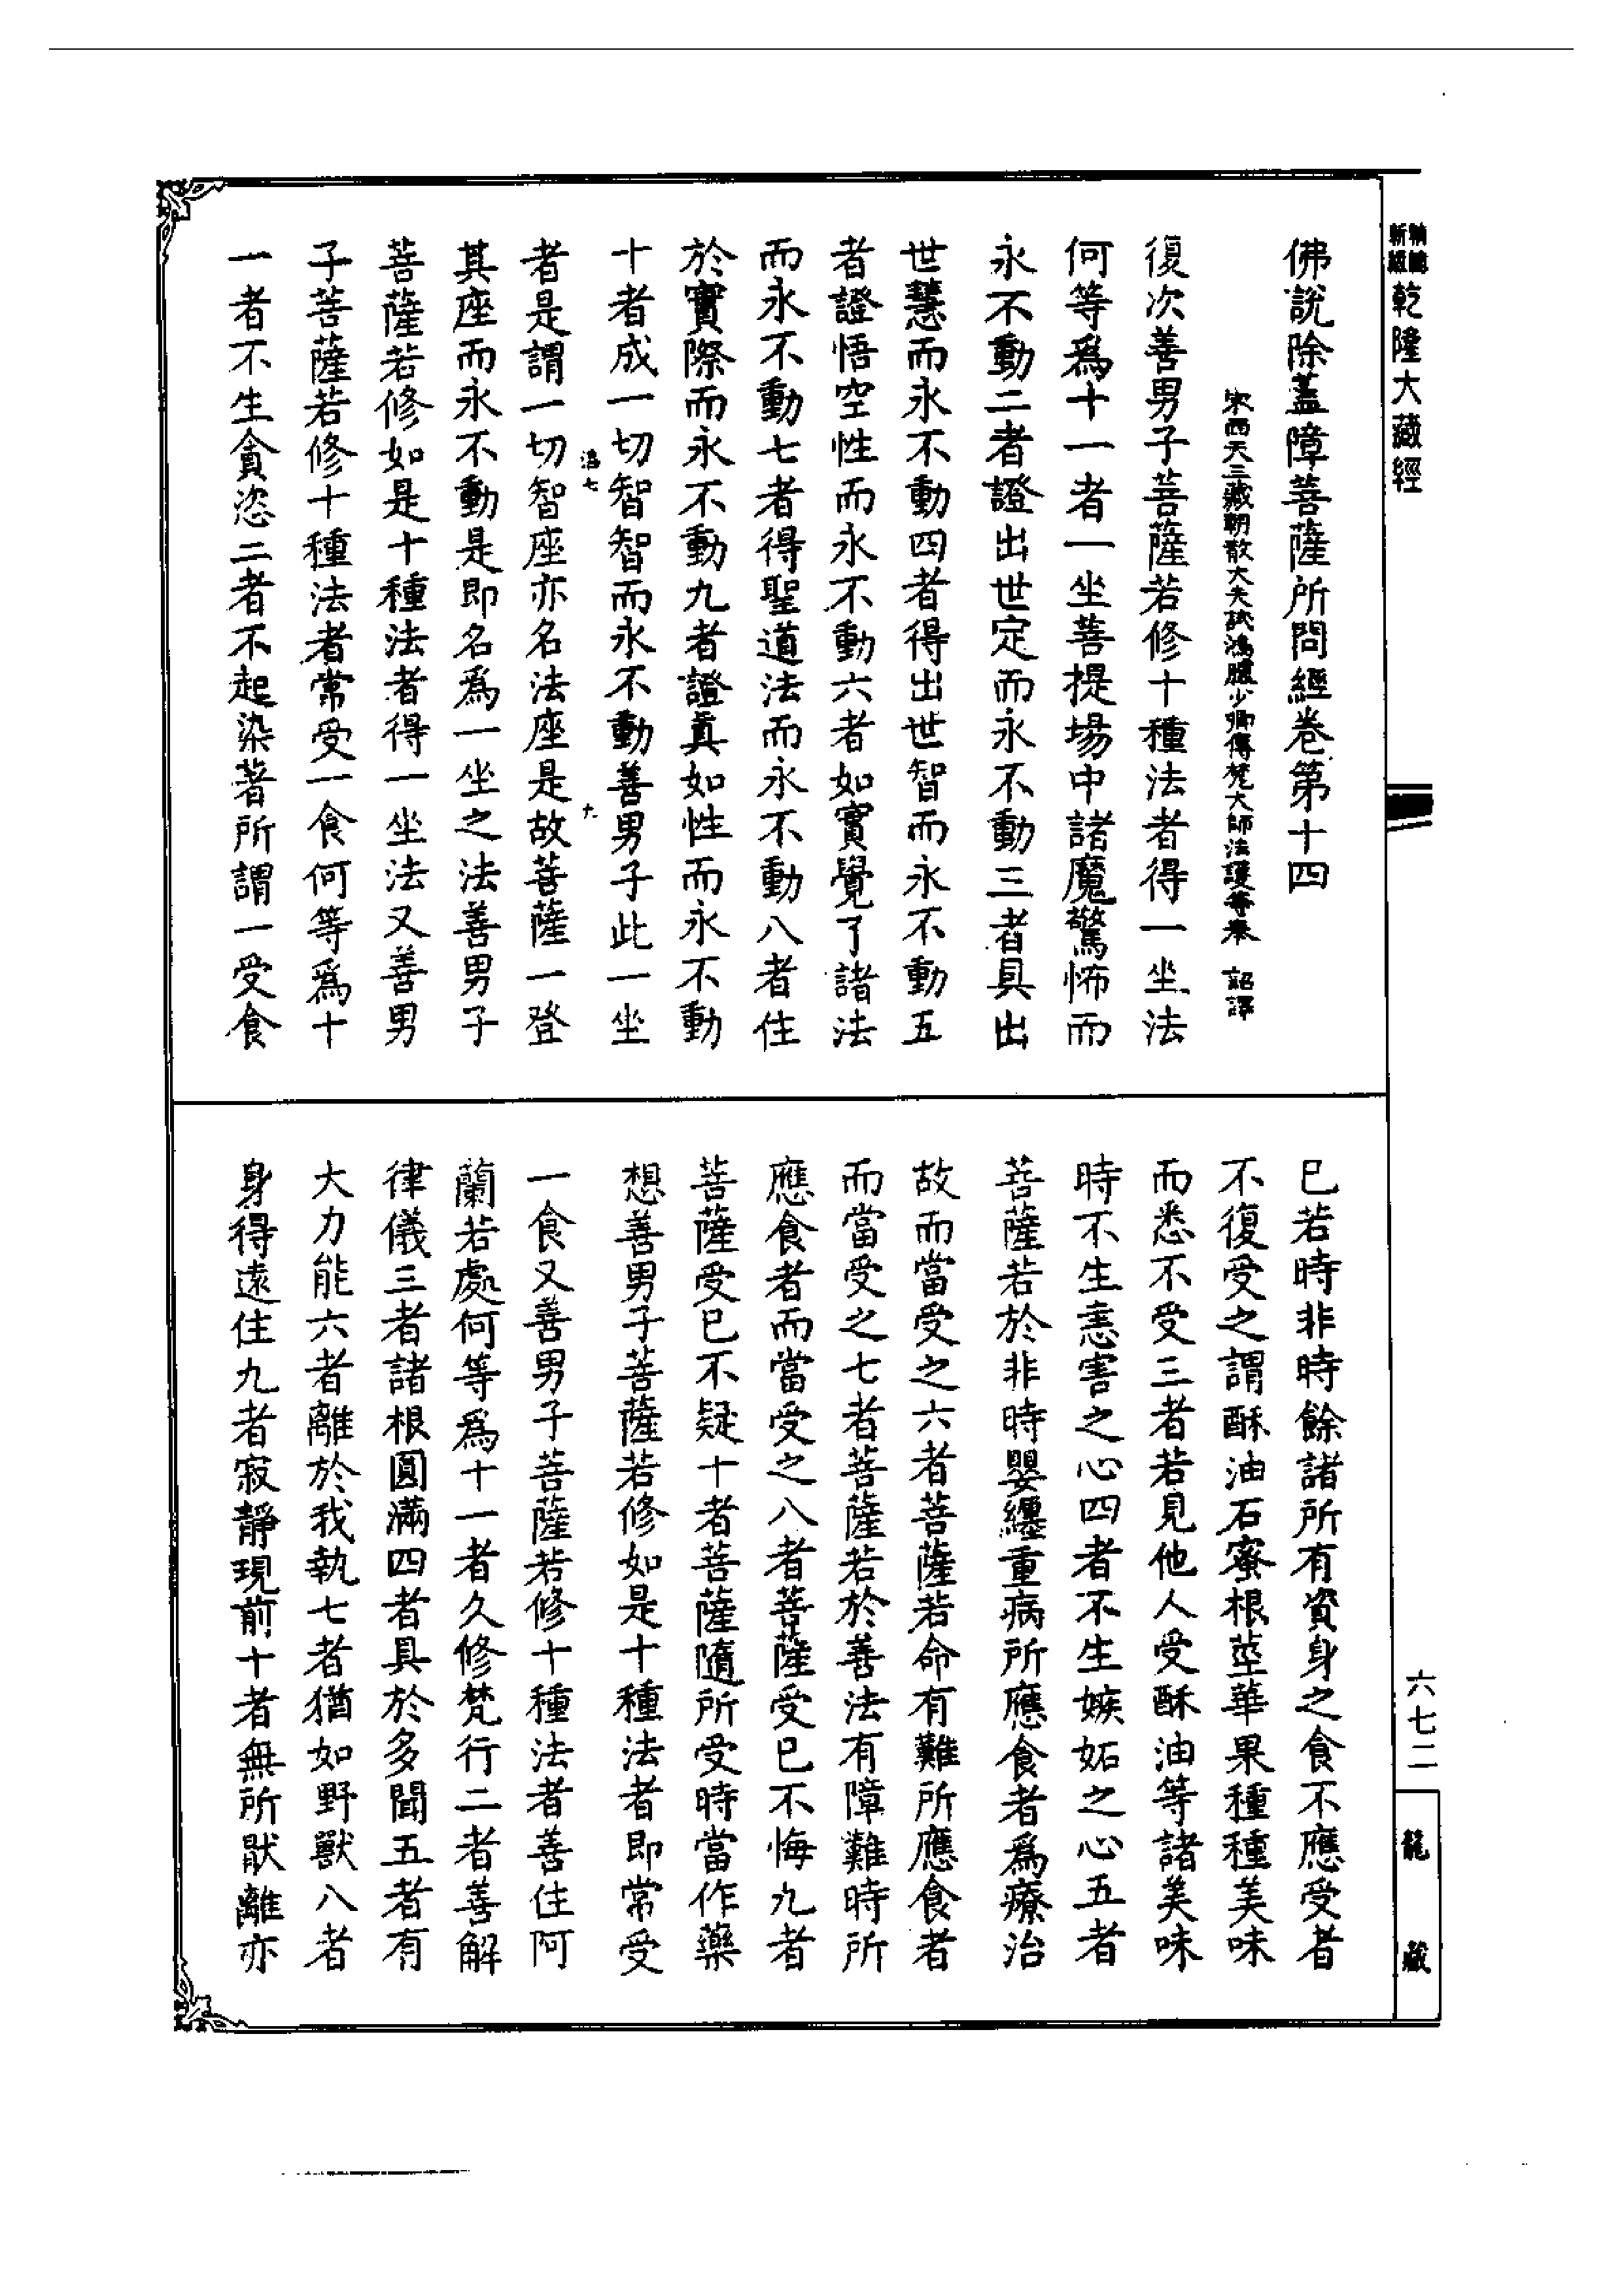 乾隆大藏經
佛說除蓋障菩薩所問經卷第十四
宋西天三藏朝散大夫試鴻臚少卿傳梵大師法護等奉 詔譯
復次善男子菩薩若修十種法者得一坐法
何等爲十一者一坐菩提場中諸魔驚怖而
永不動二者證出世定而永不動三者具出
世慧而永不動四者得出世智而永不動五
者證悟空性而永不動六者如實覺了諸法
而永不動七者得聖道法而永不動八者住
於實際而永不動九者證真如性而永不動
十者成一切智智而永不動善男子此一坐
者是謂一切智座亦名法座是故菩薩一登
其座而永不動是即名爲一坐之法善男子
菩薩若修如是十種法者得一坐法又善男
子菩薩若修十種法者常受一食何等爲十
一者不生貪恣二者不起染著所謂一受食
已若時非時餘諸所有資身之食不應受者
不復受之謂酥油石蜜根莖華果種種美味
而悉不受三者若見他人受酥油等諸美味
時不生恚害之心四者不生嫉妬之心五者
菩薩若於非時嬰纏重病所應食者爲療治
故而當受之六者菩薩若命有難所應食者
而當受之七者菩薩若於善法有障難時所
應食者而當受之八者菩薩受已不悔九者
菩薩受已不疑十者菩薩隨所受時當作藥
想善男子菩薩若修如是十種法者即常受
一食又善男子菩薩若修十種法者善住阿
蘭若處何等爲十一者久修梵行二者善解
律儀三者諸根圓滿四者具於多聞五者有
大力能六者離於我執七者猶如野獸八者
身得遠住九者寂靜現前十者無所猒離亦
六七二
龍藏